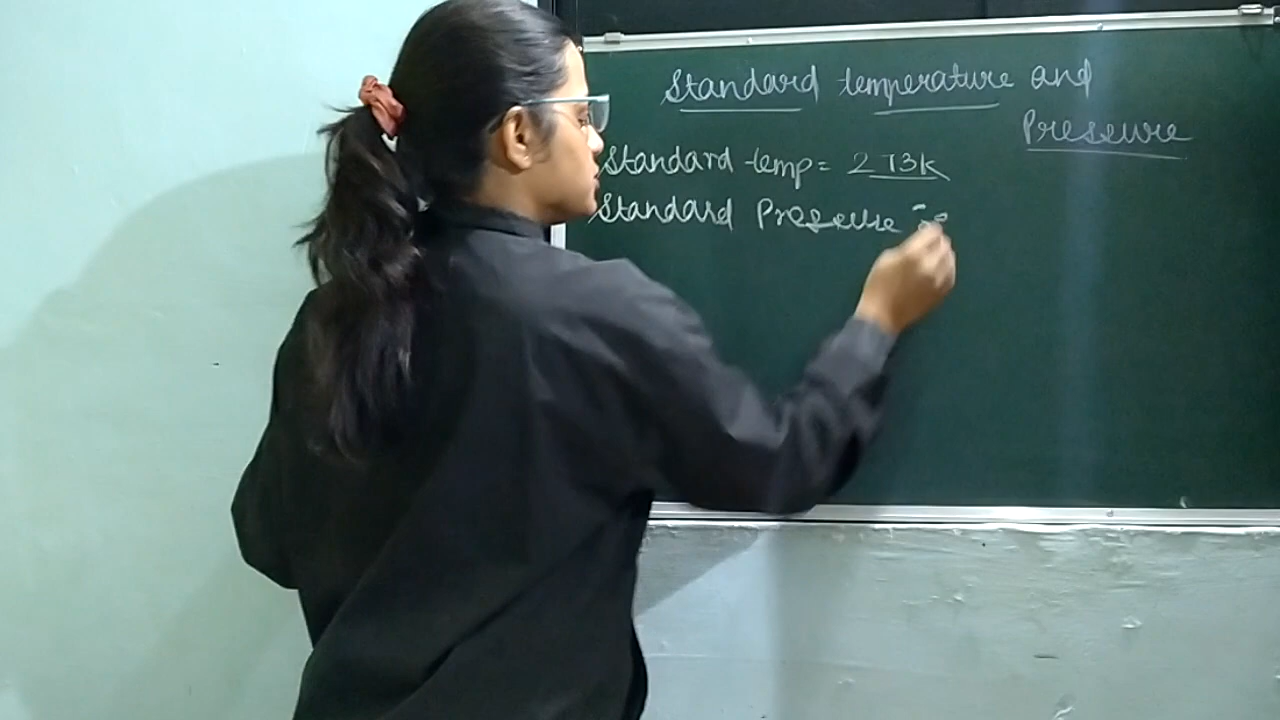 Standard temperature and
Pressure
Standard temp = 273K
Standard Pressure =